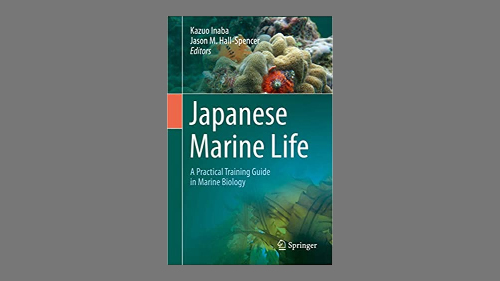 Kazuo Inaba
Jason M. Hall-Spencer
Editors
Japanese
Marine Life
A Practical Training Guide
in Marine Biology
Springer